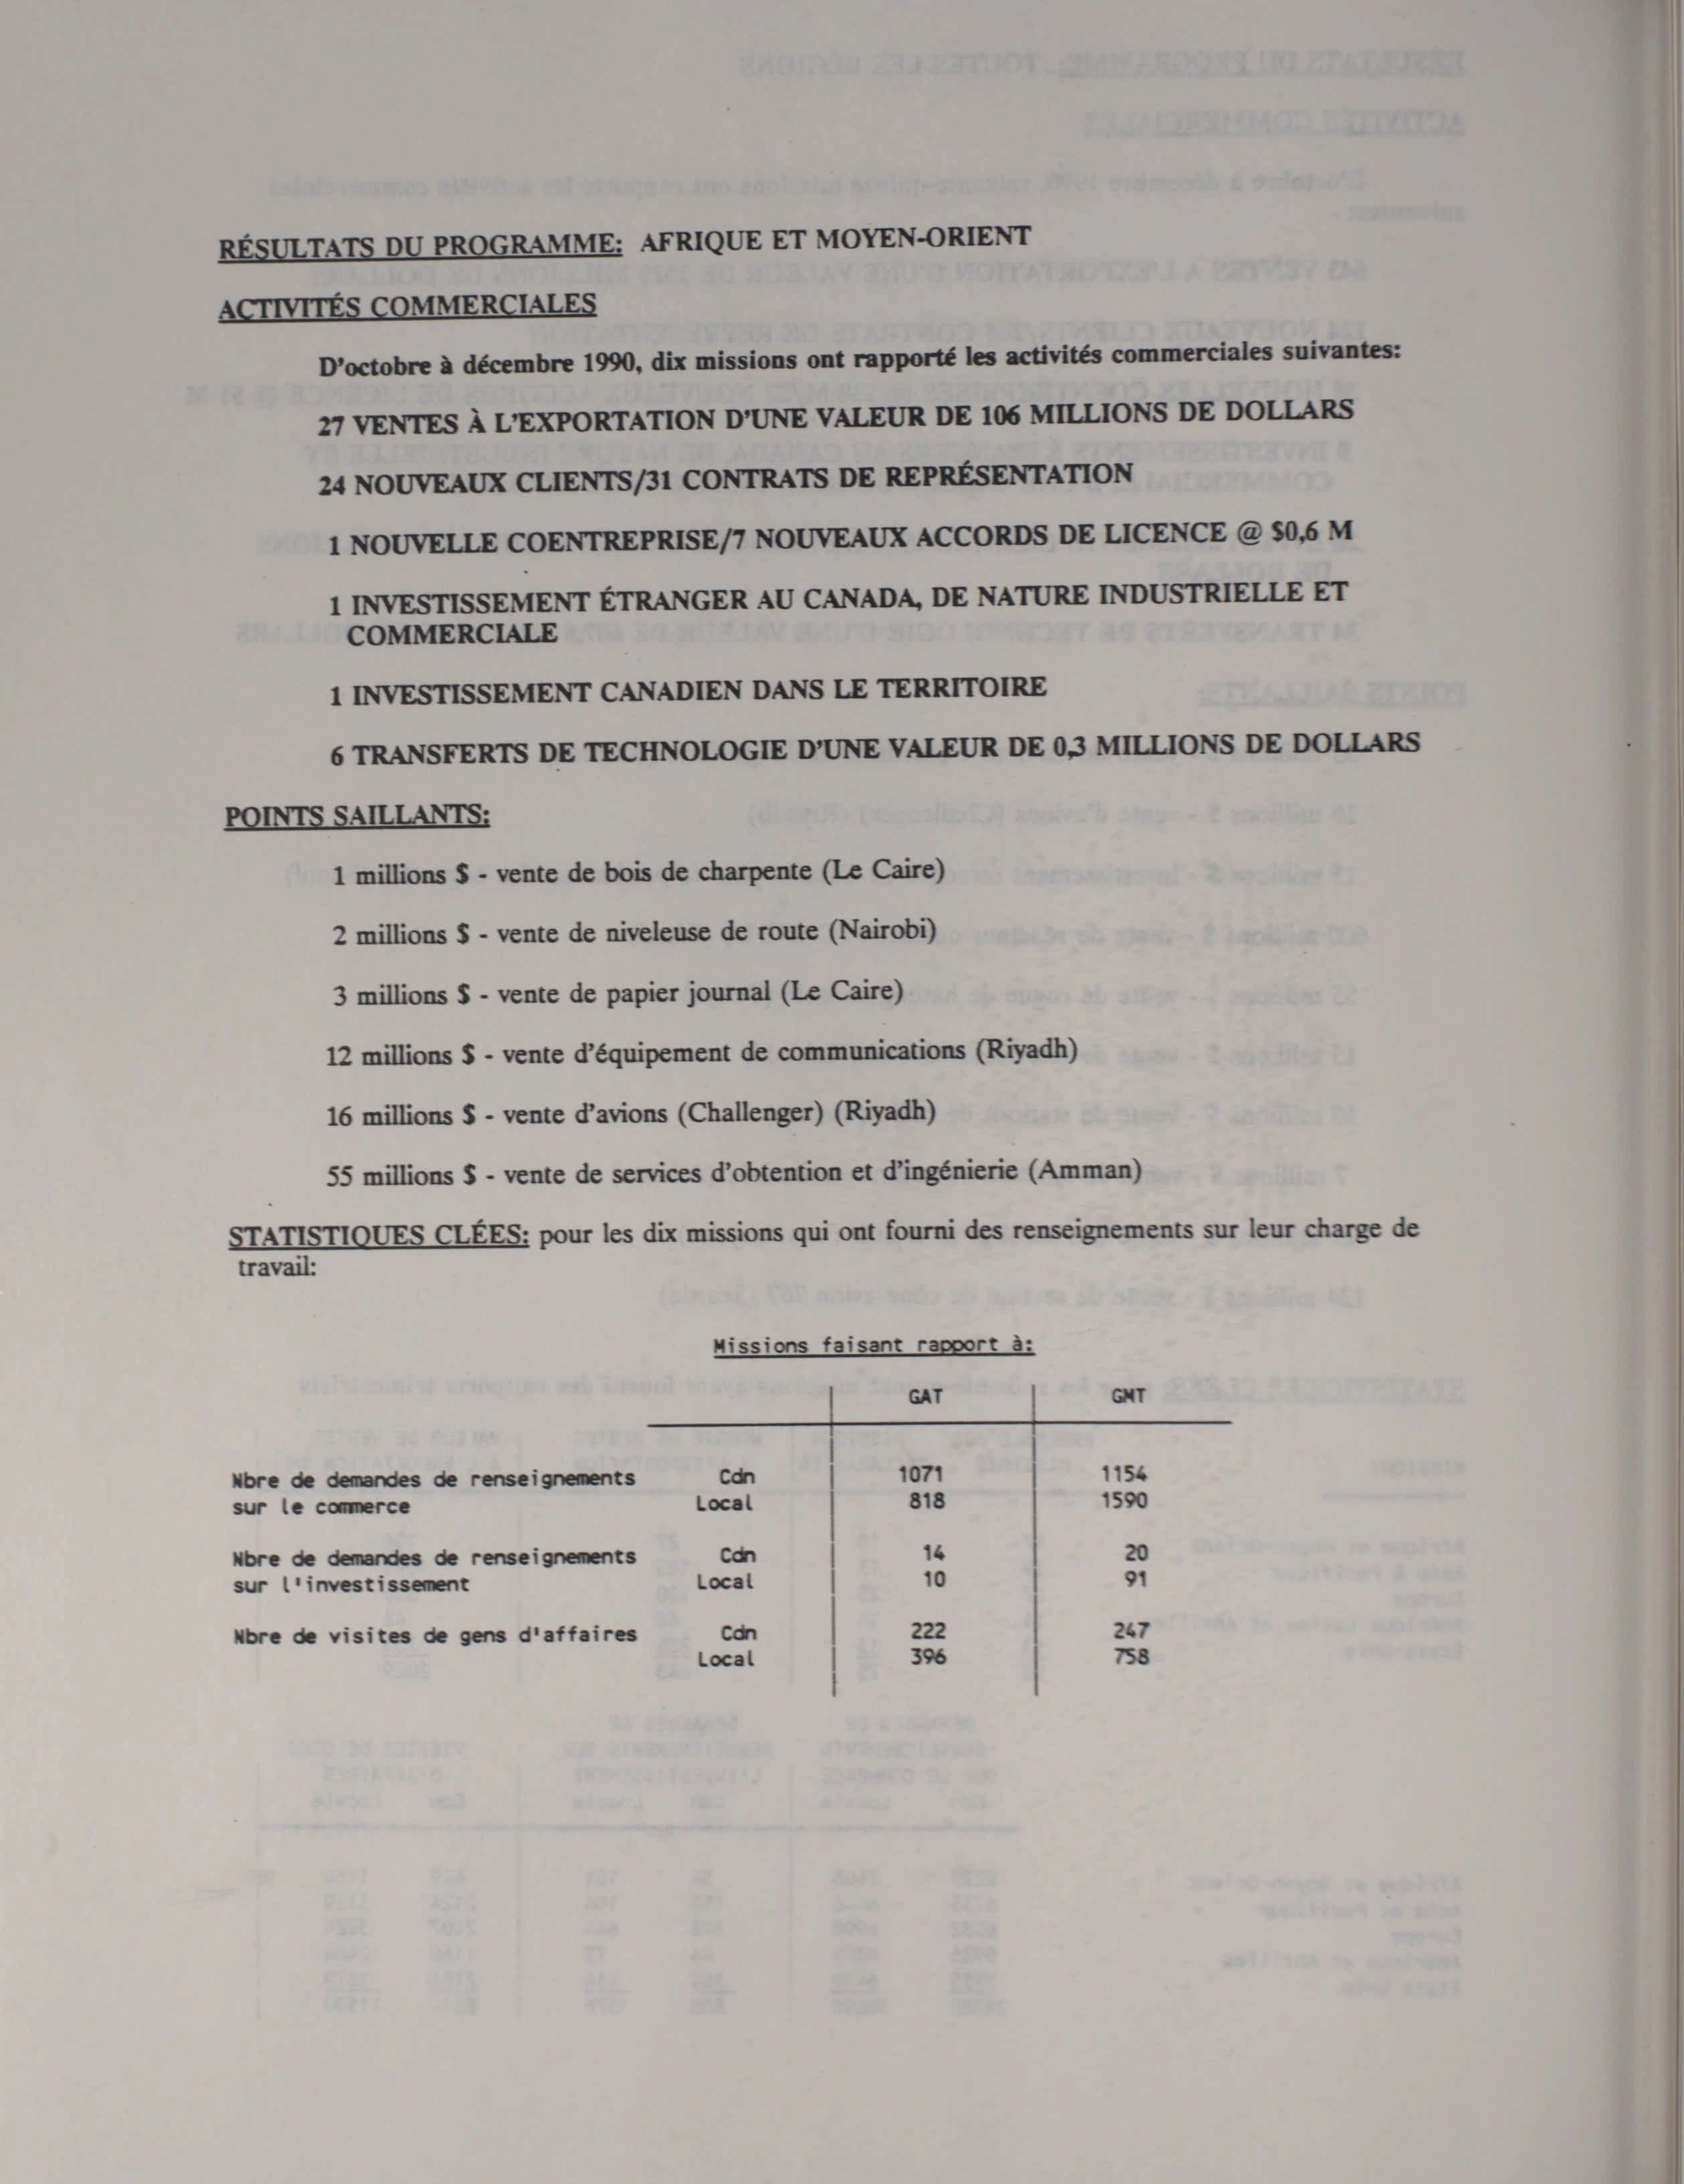 RÉSULTATS DU PROGRAMME: AFRIQUE ET MOYEN-ORIENT
ACTIVITÉS COMMERCIALES
D'octobre à décembre 1990, dix missions ont rapporté les activités commerciales suivantes:
27 VENTES À L'EXPORTATION D'UNE VALEUR DE 106 MILLIONS DE DOLLARS
24 NOUVEAUX CLIENTS/31 CONTRATS DE REPRÉSENTATION
1 NOUVELLE COENTREPRISE/7 NOUVEAUX ACCORDS DE LICENCE @ $0,6 M
1 INVESTISSEMENT ÉTRANGER AU CANADA, DE NATURE INDUSTRIELLE ET
COMMERCIALE
1 INVESTISSEMENT CANADIEN DANS LE TERRITOIRE
6 TRANSFERTS DE TECHNOLOGIE D'UNE VALEUR DE 0,3 MILLIONS DE DOLLARS
POINTS SAILLANTS:
1 millions $ - vente de bois de charpente (Le Caire)
2 millions $ - vente de niveleuse de route (Nairobi)
3 millions $ - vente de papier journal (Le Caire)
12 millions $ - vente d'équipement de communications (Riyadh)
16 millions $ - vente d'avions (Challenger) (Riyadh)
55 millions $ - vente de services d'obtention et d'ingénierie (Amman)
STATISTIQUES CLÉES: pour les dix missions qui ont fourni des renseignements sur leur charge de
travail:
Missions faisant rapport à:
GAT GMT
Nbre de demandes de renseignements Cdn 1071 1154
sur le commerce Local 818 1590
Nbre de demandes de renseignements Cdn 14 20
sur l'investissement Local 10 91
Nbre de visites de gens d'affaires Cdn 222 247
Local 396 758